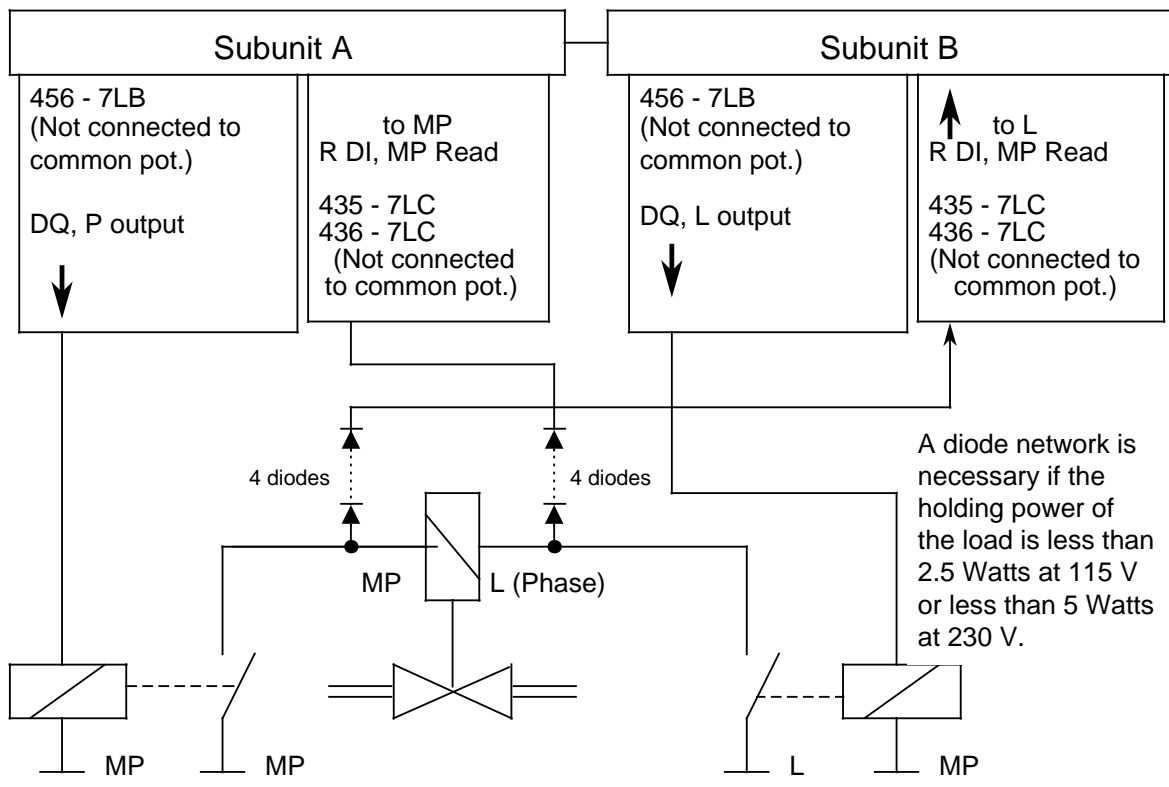 Subunit A
Subunit B
456 - 7LB
(Not connected to
common pot.)
DQ, P output
to MP
R DI, MP Read
435 - 7LC
436 - 7LC
(Not connected
to common pot.)
456 - 7LB
(Not connected to
common pot.)
DQ, L output
to L
R DI, MP Read
435 - 7LC
436 - 7LC
(Not connected to
common pot.)
4 diodes
4 diodes
A diode network is
necessary if the
holding power of
the load is less than
2.5 Watts at 115 V
or less than 5 Watts
at 230 V.
MP
L (Phase)
MP
MP
L
MP